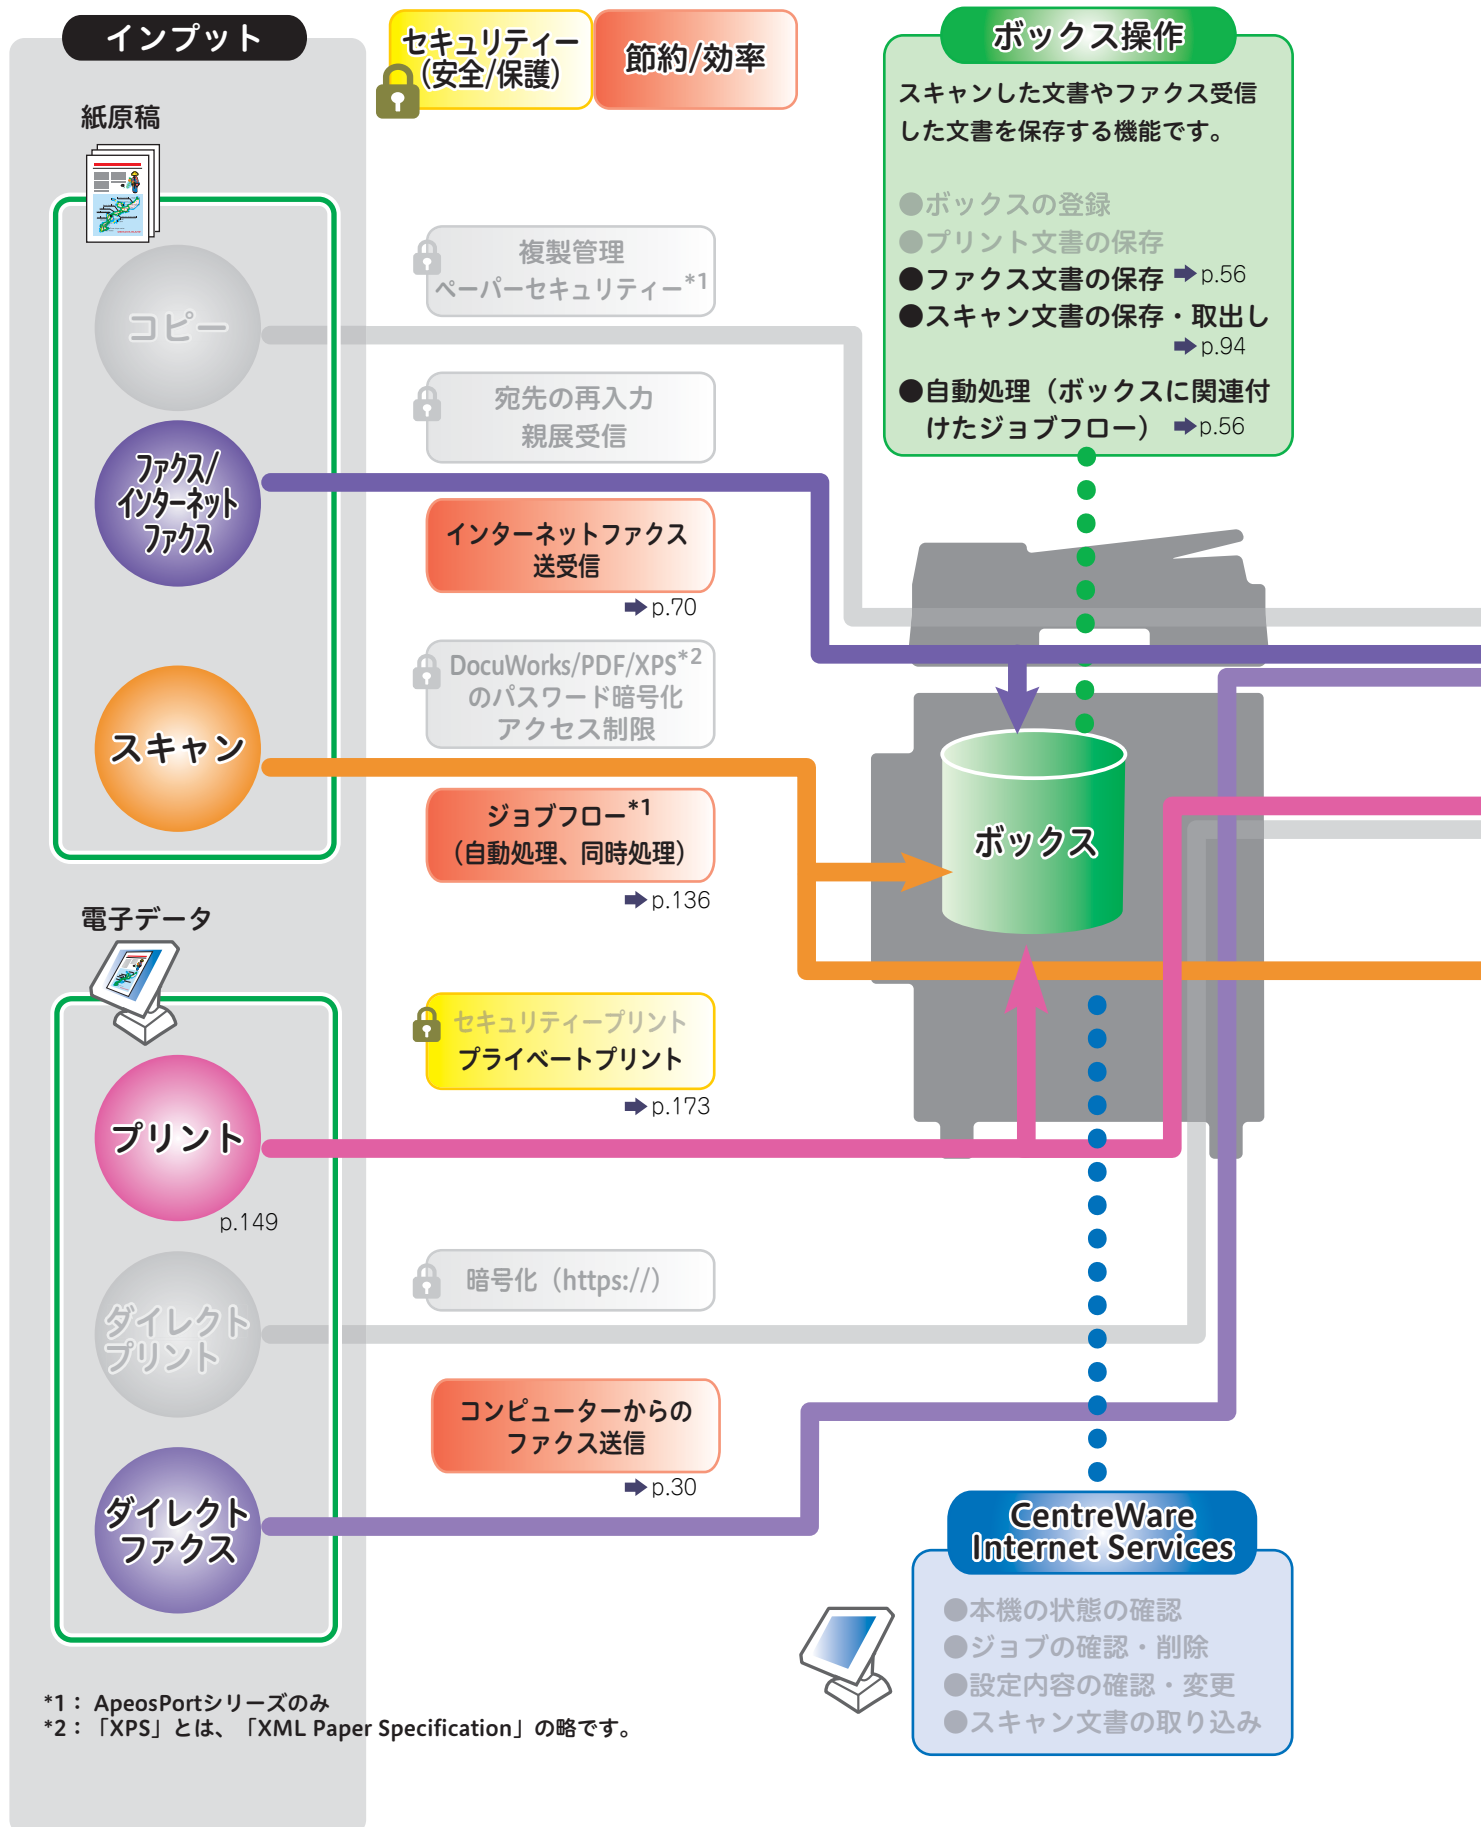 インプット
セキュリティー
(安全/保護)
節約/効率
ボックス操作
スキャンした文書やファクス受信
した文書を保存する機能です。
●ボックスの登録
●プリント文書の保存
●ファクス文書の保存 ➡p.56
●スキャン文書の保存・取出し
➡p.94
●自動処理（ボックスに関連付
けたジョブフロー） ➡p.56
紙原稿
コピー
複製管理
ペーパーセキュリティー*1
宛先の再入力
親展受信
ファクス/
インターネット
ファクス
インターネットファクス
送受信
➡p.70
DocuWorks/PDF/XPS*2
のパスワード暗号化
アクセス制限
スキャン
ジョブフロー*1
（自動処理、同時処理）
➡p.136
ボックス
電子データ
セキュリティープリント
プライベートプリント
➡p.173
プリント
p.149
暗号化（https://）
ダイレクト
プリント
コンピューターからの
ファクス送信
➡p.30
ダイレクト
ファクス
CentreWare
Internet Services
●本機の状態の確認
●ジョブの確認・削除
●設定内容の確認・変更
●スキャン文書の取り込み
*1： ApeosPortシリーズのみ
*2：「XPS」とは、「XML Paper Specification」の略です。